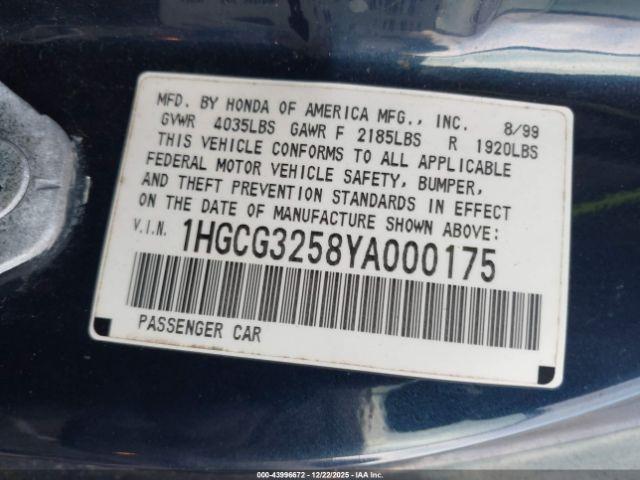 MFD. BY HONDA OF AMERICA MFG., INC. 8/99
GVWR 4035LBS GAWR F 2185LBS R 1920LBS
THIS VEHICLE CONFORMS TO ALL APPLICABLE
FEDERAL MOTOR VEHICLE SAFETY, BUMPER,
AND THEFT PREVENTION STANDARDS IN EFFECT
ON THE DATE OF MANUFACTURE SHOWN ABOVE:
V.I.N. 1HGCG3258YA000175
PASSENGER CAR
000-43996672 • 12/22/2025 • IAA Inc.